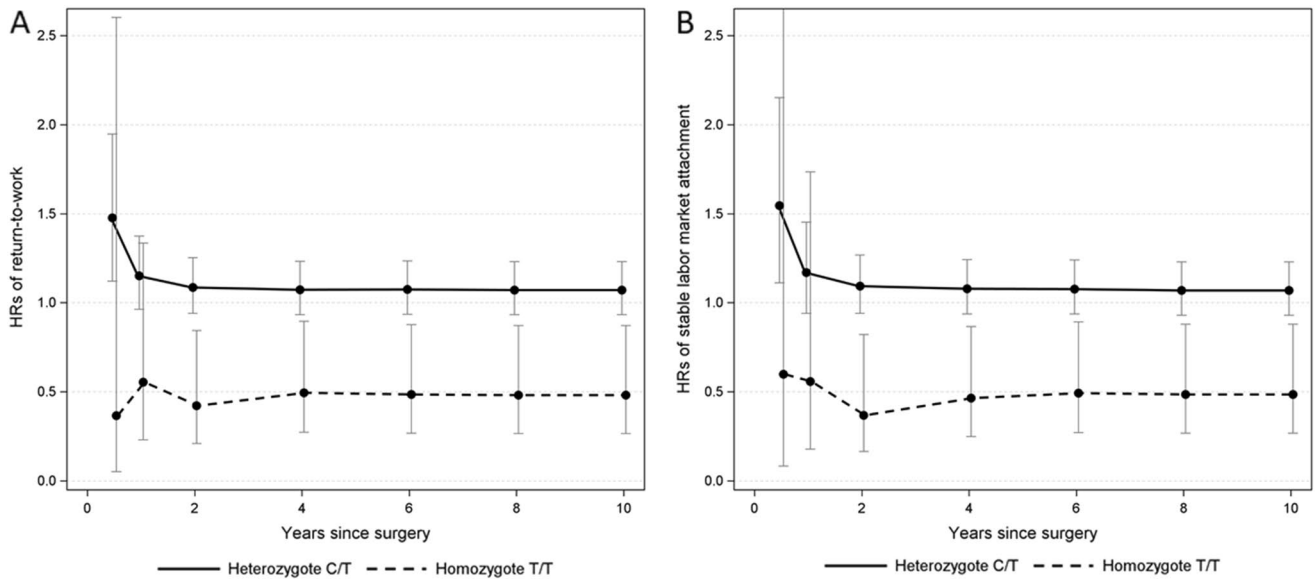 A
HRs of return-to-work
2.5
2.0
1.5
1.0
0.5
0.0
0 2 4 6 8 10
Years since surgery
Heterozygote C/T Homozygote T/T
B
HRs of stable labor market attachment
2.5
2.0
1.5
1.0
0.5
0.0
0 2 4 6 8 10
Years since surgery
Heterozygote C/T Homozygote T/T